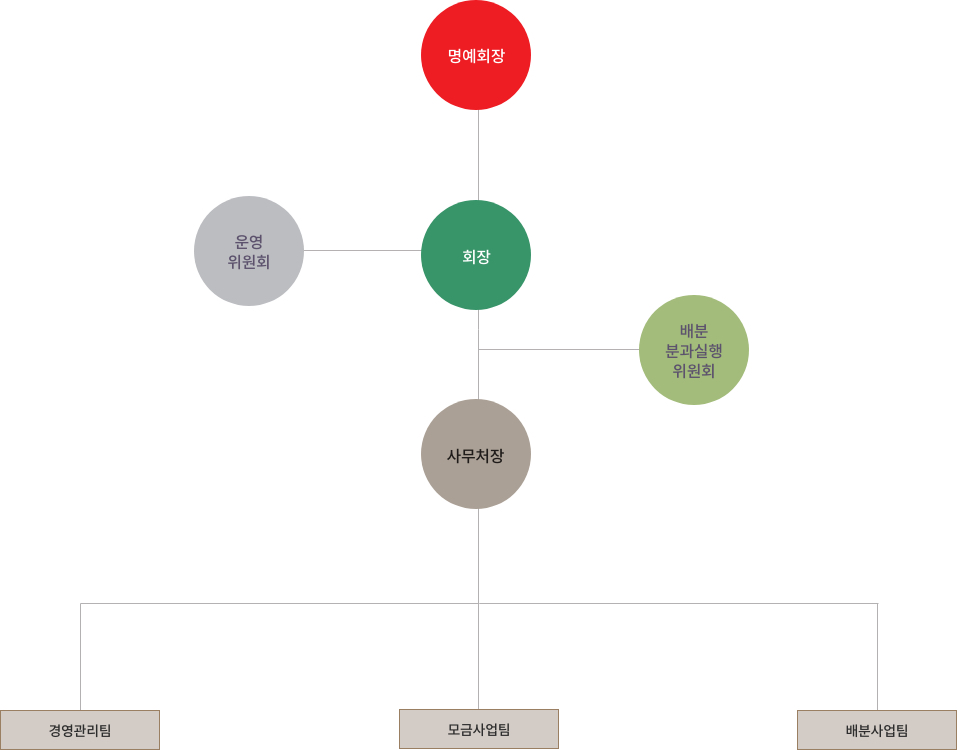 명예회장
운영
위원회
회장
배분
분과실행
위원회
사무처장
경영관리팀
모금사업팀
배분사업팀